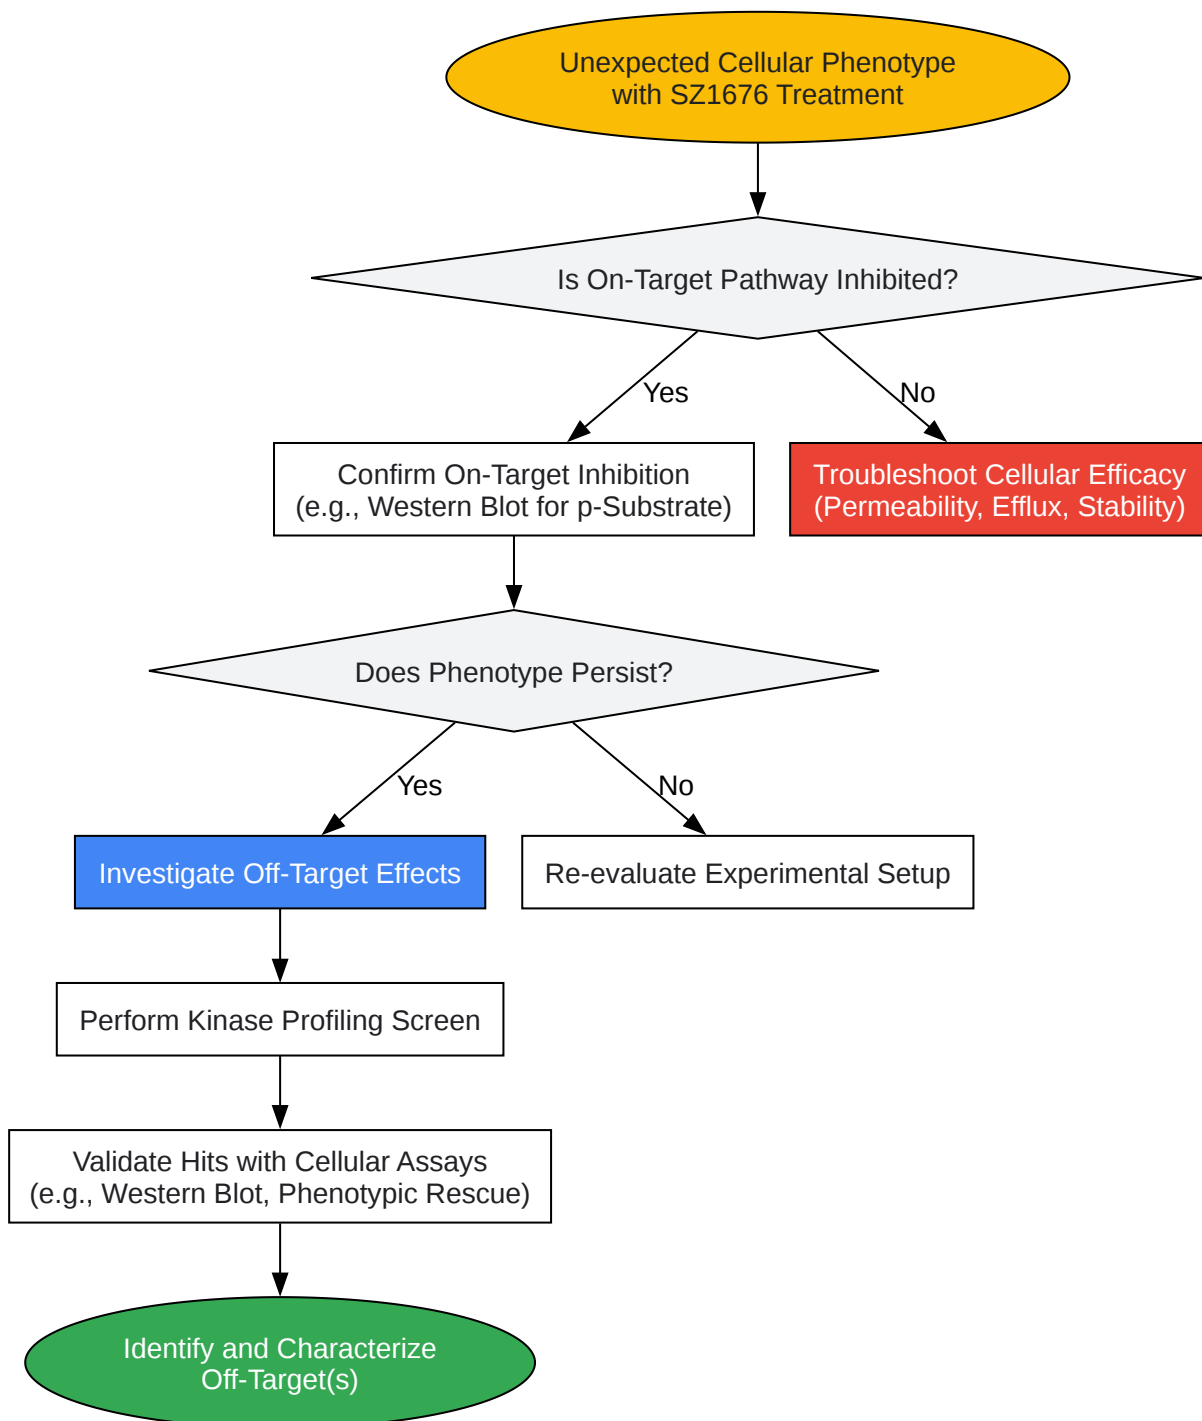 Unexpected Cellular Phenotype
with SZ1676 Treatment
Is On-Target Pathway Inhibited?
Yes
No
Confirm On-Target Inhibition
(e.g., Western Blot for p-Substrate)
Troubleshoot Cellular Efficacy
(Permeability, Efflux, Stability)
Does Phenotype Persist?
Yes
No
Investigate Off-Target Effects
Re-evaluate Experimental Setup
Perform Kinase Profiling Screen
Validate Hits with Cellular Assays
(e.g., Western Blot, Phenotypic Rescue)
Identify and Characterize
Off-Target(s)